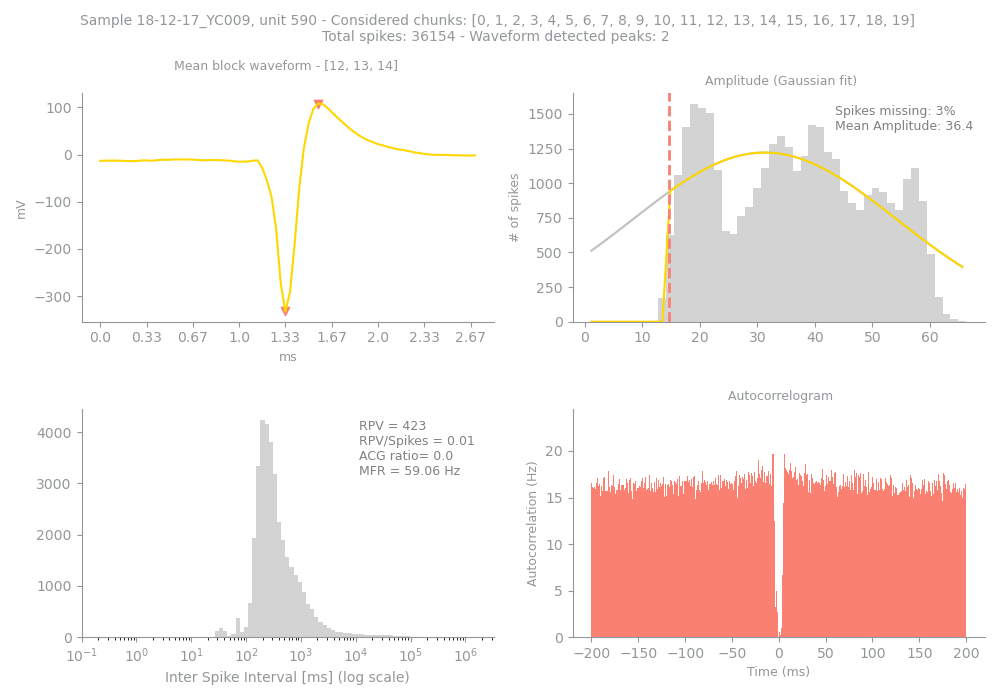 Sample 18-12-17_YC009, unit 590 - Considered chunks: [0, 1, 2, 3, 4, 5, 6, 7, 8, 9, 10, 11, 12, 13, 14, 15, 16, 17, 18, 19]
Total spikes: 36154 - Waveform detected peaks: 2
Mean block waveform - [12, 13, 14]
100
0
−100
−200
−300
mV
0.0 0.33 0.67 1.0 1.33 1.67 2.0 2.33 2.67
ms
Amplitude (Gaussian fit)
Spikes missing: 3%
Mean Amplitude: 36.4
1500
1250
1000
750
500
250
0
# of spikes
0 10 20 30 40 50 60
4000
3000
2000
1000
0
RPV = 423
RPV/Spikes = 0.01
ACG ratio= 0.0
MFR = 59.06 Hz
10⁻¹ 10⁰ 10¹ 10² 10³ 10⁴ 10⁵ 10⁶
Inter Spike Interval [ms] (log scale)
Autocorrelogram
20
15
10
5
0
Autocorrelation (Hz)
−200 −150 −100 −50 0 50 100 150 200
Time (ms)